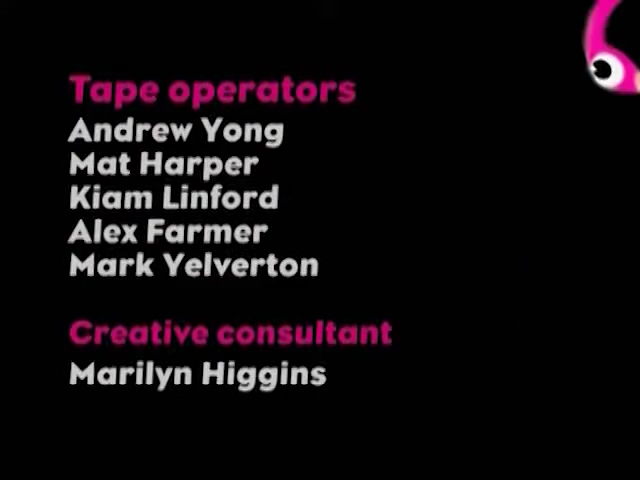 Tape operators
Andrew Yong
Mat Harper
Kiam Linford
Alex Farmer
Mark Yelverton
Creative consultant
Marilyn Higgins